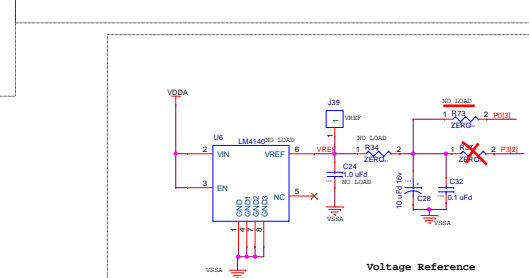 NO LOAD
R73
1 2 P0[3]
ZERO
VDDA
J39
1
VREF
1
U6
LM4140
NO LOAD
NO LOAD
R34
1 2
ZERO
1 2 P3[2]
ZERO
2 VIN
VREF 6
VREF
3 EN
NC 5
C24
1.0 uFd
NO LOAD
10 uFd 16v
C28
C32
0.1 uFd
GND
GND1
GND2
GND3
1
4
7
8
VSSA
VSSA
VSSA
Voltage Reference